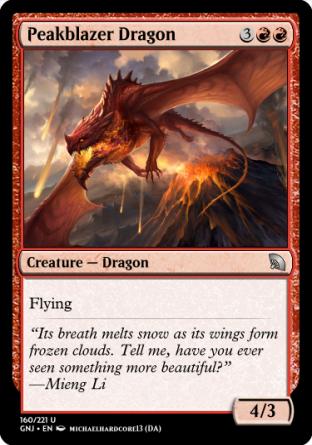 Peakblazer Dragon 3
Creature — Dragon
Flying
“Its breath melts snow as its wings form
frozen clouds. Tell me, have you ever
seen something more beautiful?”
—Mieng Li
4/3
160/221 U
GNJ • EN MICHAELHARDCORE13 (DA)